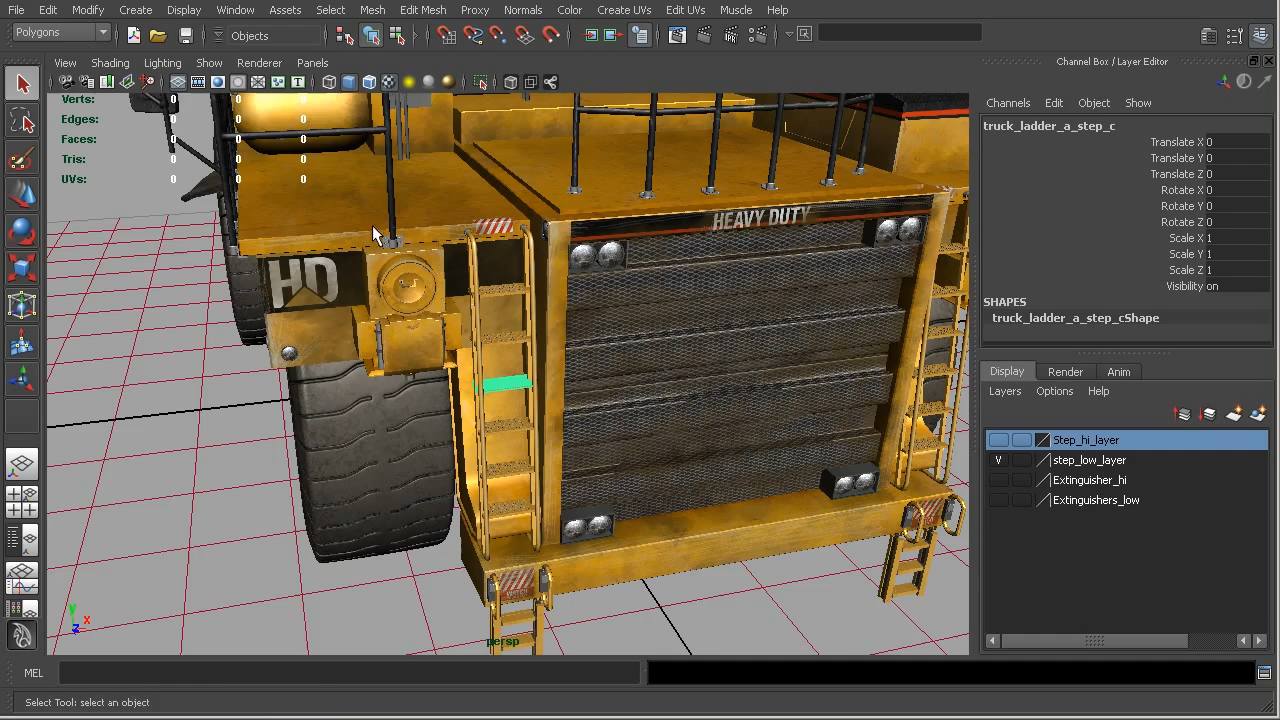 File Edit Modify Create Display Window Assets Select Mesh Edit Mesh Proxy Normals Color Create UVs Edit UVs Muscle Help
Polygons Objects
View Shading Lighting Show Renderer Panels
Channel Box / Layer Editor
Channels Edit Object Show
Verts: 0 0 0
Edges: 0 0 0
Faces: 0 0 0
Tris: 0 0 0
UVs: 0 0 0
truck_ladder_a_step_c
Translate X 0
Translate Y 0
Translate Z 0
Rotate X 0
Rotate Y 0
Rotate Z 0
Scale X 1
Scale Y 1
Scale Z 1
Visibility on
SHAPES
truck_ladder_a_step_cShape
HEAVY DUTY
HD
Display Render Anim
Layers Options Help
Step_hi_layer
V step_low_layer
Extinguisher_hi
Extinguishers_low
WATCH
WATCH
y
x
z
persp
MEL
Select Tool: select an object